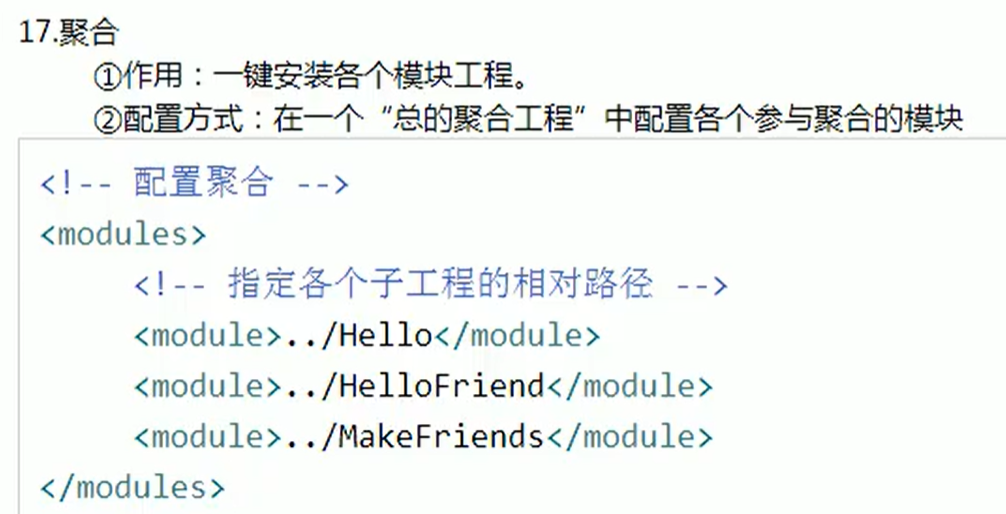 17.聚合
①作用：一键安装各个模块工程。
②配置方式：在一个“总的聚合工程”中配置各个参与聚合的模块
<!-- 配置聚合 -->
<modules>
<!-- 指定各个子工程的相对路径 -->
<module>../Hello</module>
<module>../HelloFriend</module>
<module>../MakeFriends</module>
</modules>